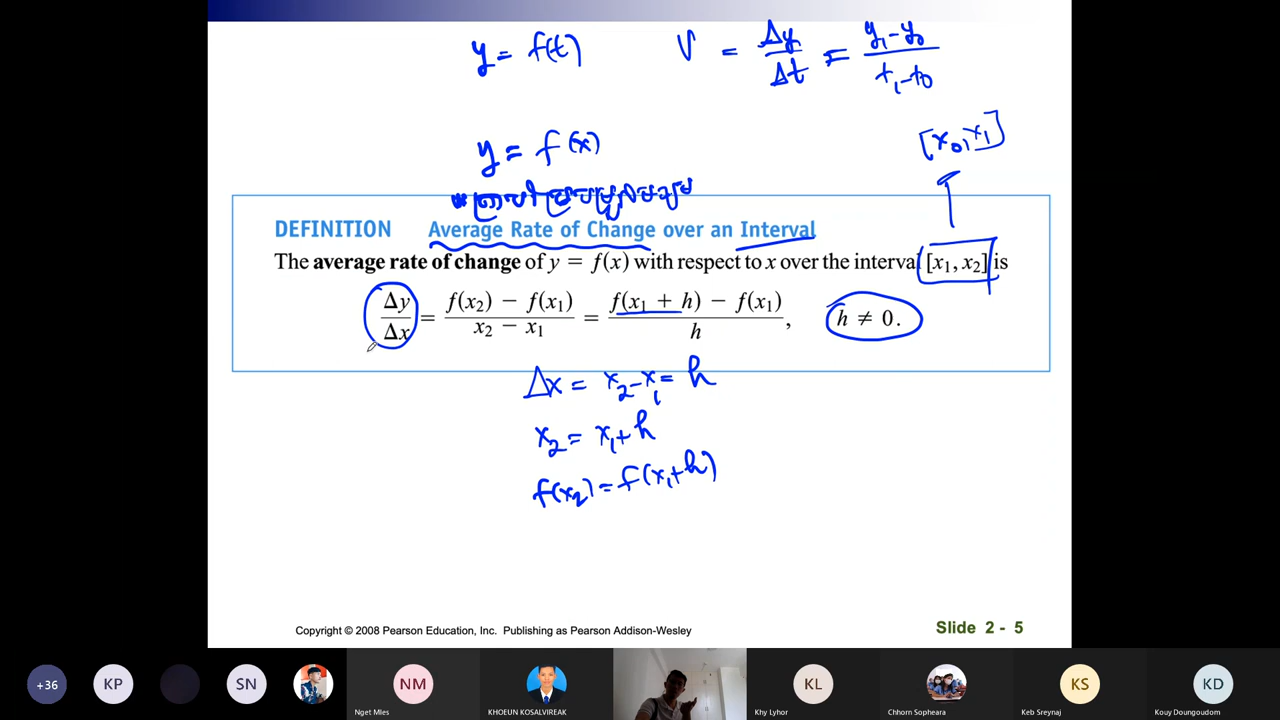 y = f(t) V = Δy/Δt = y₁-y₀/t₁-t₀
[x₀, x₁]
y = f(x)
DEFINITION Average Rate of Change over an Interval
The average rate of change of y = f(x) with respect to x over the interval [x₁, x₂] is
Δy/Δx = f(x₂) − f(x₁)/x₂ − x₁ = f(x₁ + h) − f(x₁)/h, h ≠ 0.
Δx = x₂-x₁ = h
x₂ = x₁+h
f(x₂) = f(x₁+h)
Copyright © 2008 Pearson Education, Inc. Publishing as Pearson Addison-Wesley
Slide 2 - 5
+36 KP SN NM KL KS KD
Nget Mles KHOEUN KOSALVIREAK Khy Lyhor Chhorn Sopheara Keb Sreynaj Kouy Doungoudom